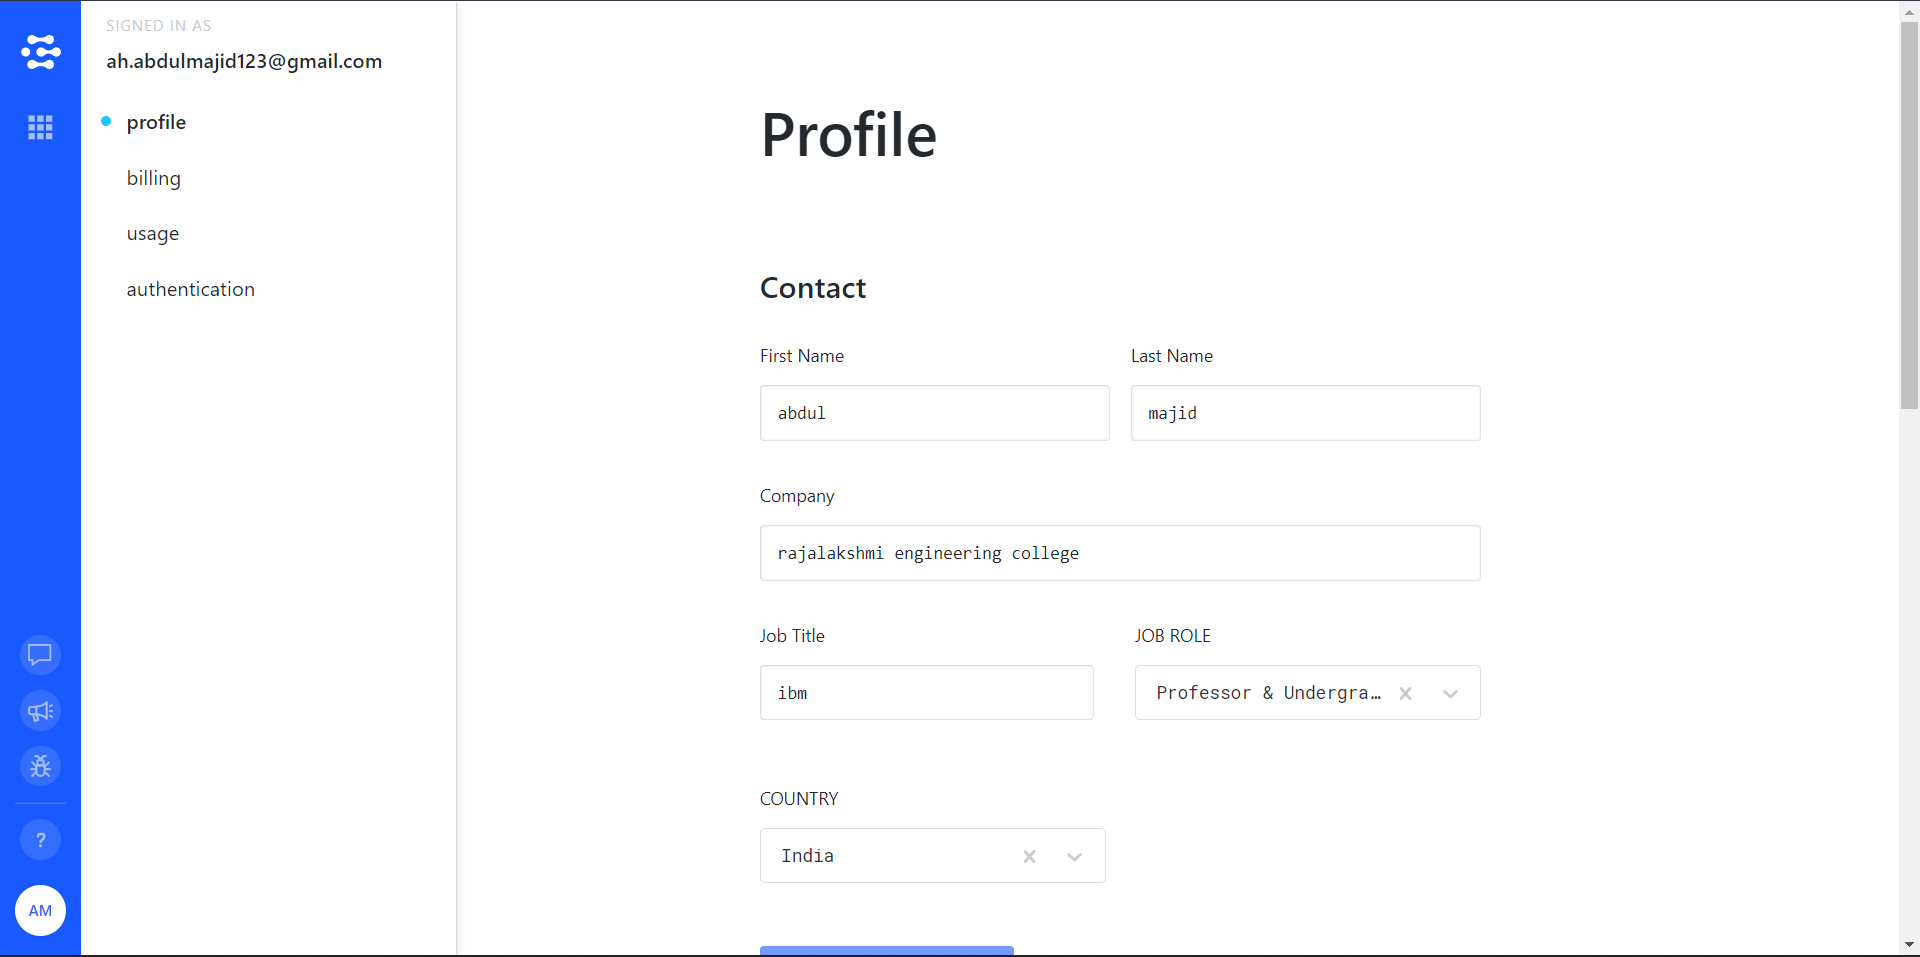 SIGNED IN AS
ah.abdulmajid123@gmail.com
profile
billing
usage
authentication
?
AM
Profile
Contact
First Name Last Name
abdul majid
Company
rajalakshmi engineering college
Job Title JOB ROLE
ibm Professor & Undergra...
COUNTRY
India